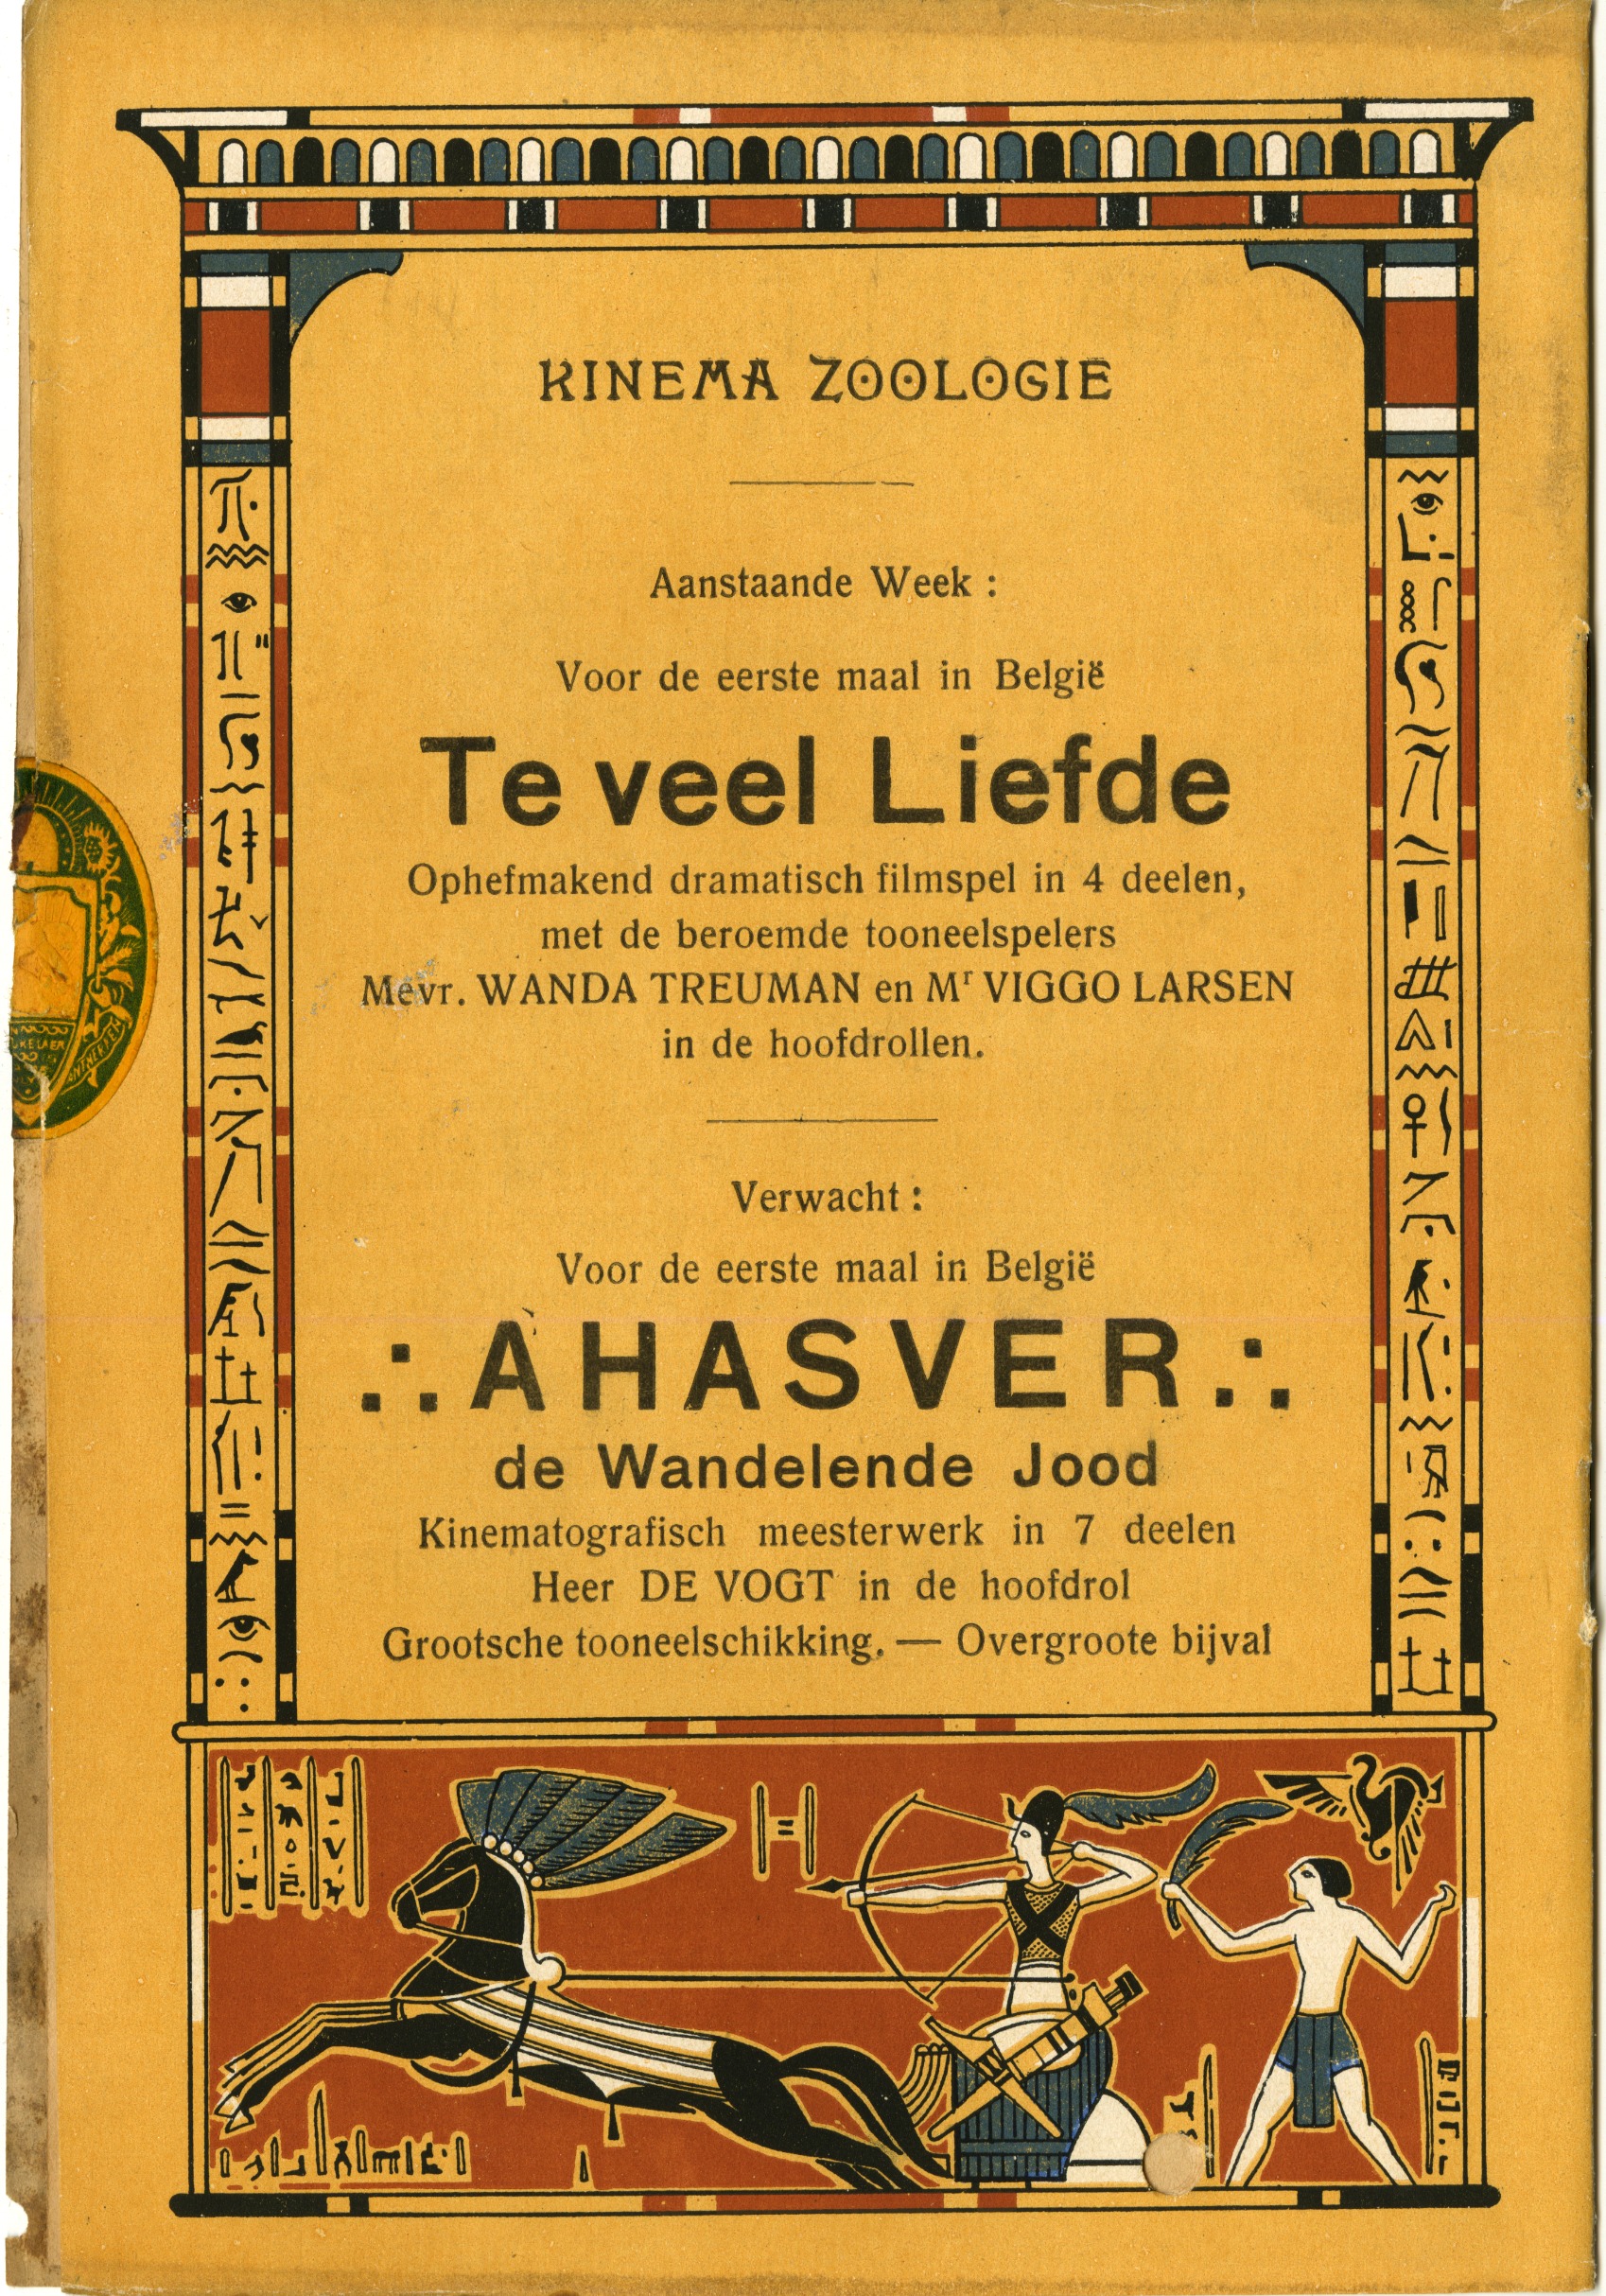 KINEMA ZOOLOGIE
Aanstaande Week :
Voor de eerste maal in België
Te veel Liefde
Ophefmakend dramatisch filmspel in 4 deelen,
met de beroemde tooneelspelers
Mevr. WANDA TREUMAN en Mr VIGGO LARSEN
in de hoofdrollen.
Verwacht :
Voor de eerste maal in België
∴ AHASVER ∴
de Wandelende Jood
Kinematografisch meesterwerk in 7 deelen
Heer DE VOGT in de hoofdrol
Grootsche tooneelschikking. — Overgroote bijval
ANTWERPEN